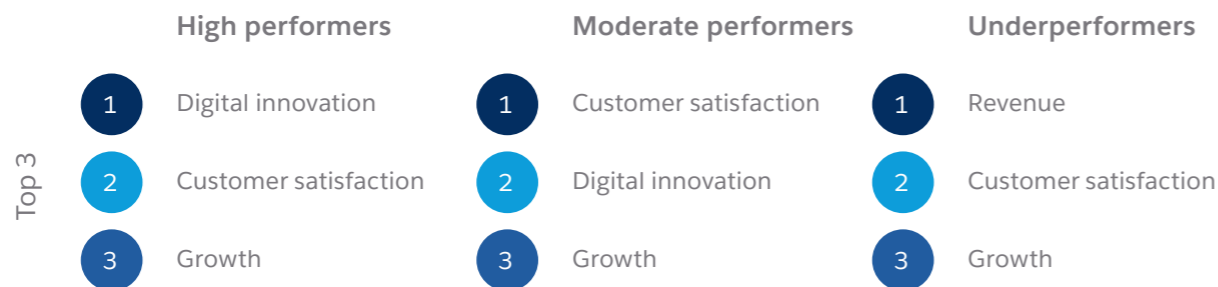 High performers
Moderate performers
Underperformers
Top 3
1 Digital innovation
1 Customer satisfaction
1 Revenue
2 Customer satisfaction
2 Digital innovation
2 Customer satisfaction
3 Growth
3 Growth
3 Growth